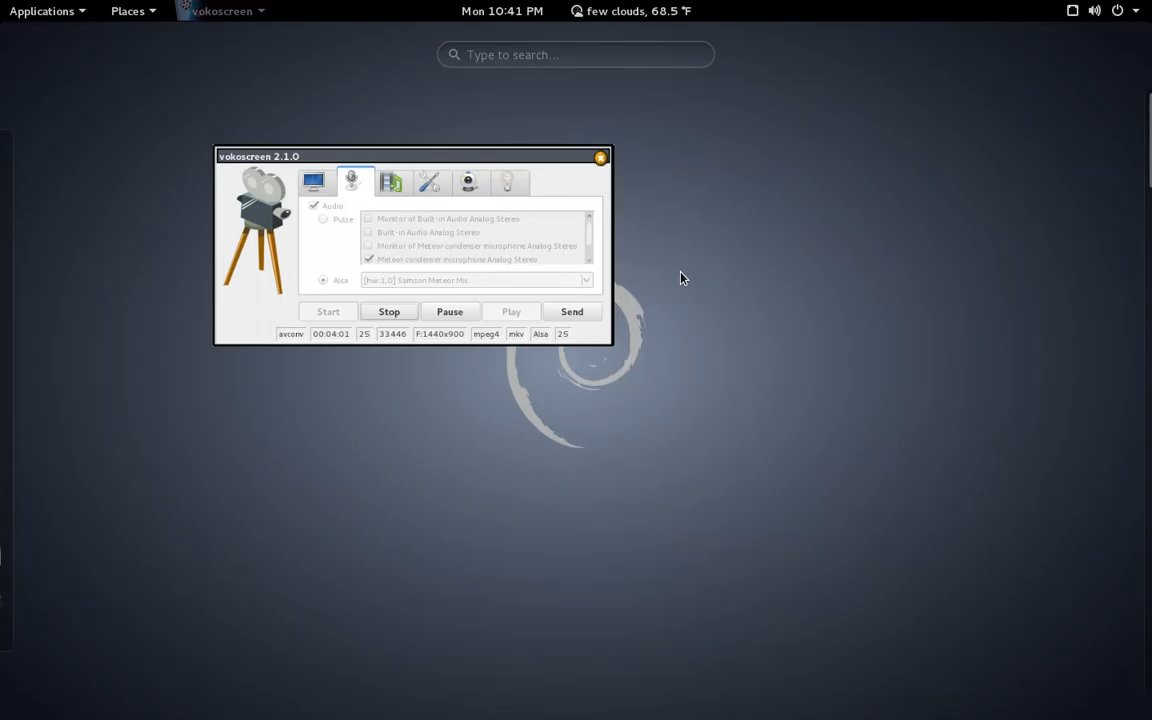 Applications Places vokoscreen Mon 10:41 PM few clouds, 68.5 °F
Type to search...
vokoscreen 2.1.0
Audio
Pulse
Monitor of Built-in Audio Analog Stereo
Built-in Audio Analog Stereo
Monitor of Meteor condenser microphone Analog Stereo
Meteor condenser microphone Analog Stereo
Alsa [hw:1,0] Samson Meteor Mic
Start Stop Pause Play Send
avconv 00:04:01 25 33446 F:1440x900 mpeg4 mkv Alsa 25